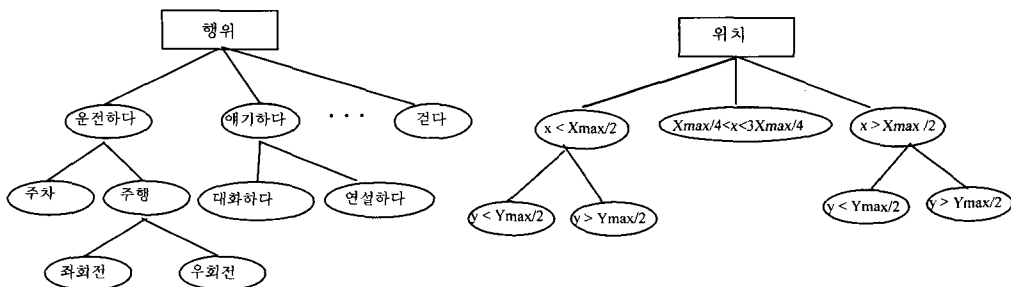 행위
운전하다
얘기하다
· · ·
걷다
주차
주행
대화하다
연설하다
좌회전
우회전
위치
x < Xmax/2
Xmax/4<x<3Xmax/4
x > Xmax /2
y < Ymax/2
y > Ymax/2
y < Ymax/2
y > Ymax/2